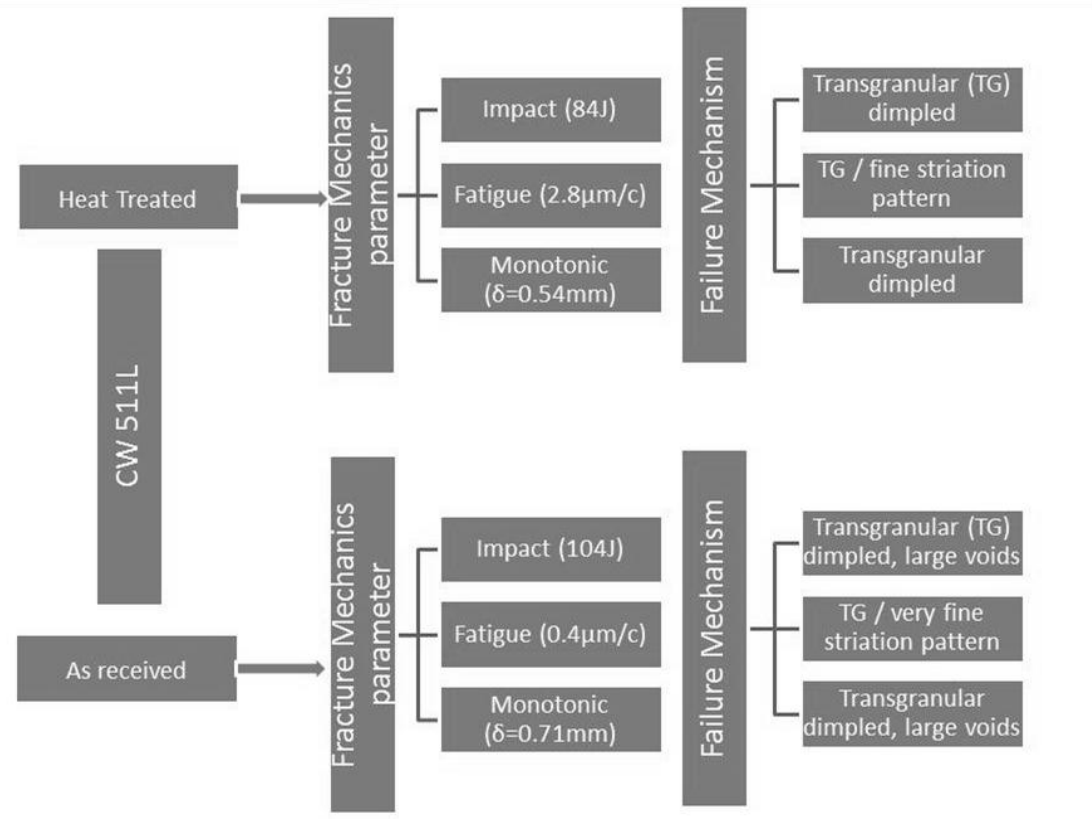 Heat Treated
CW 511L
As received
Fracture Mechanics
parameter
Impact (84J)
Fatigue (2.8μm/c)
Monotonic
(δ=0.54mm)
Failure Mechanism
Transgranular (TG)
dimpled
TG / fine striation
pattern
Transgranular
dimpled
Fracture Mechanics
parameter
Impact (104J)
Fatigue (0.4μm/c)
Monotonic
(δ=0.71mm)
Failure Mechanism
Transgranular (TG)
dimpled, large voids
TG / very fine
striation pattern
Transgranular
dimpled, large voids